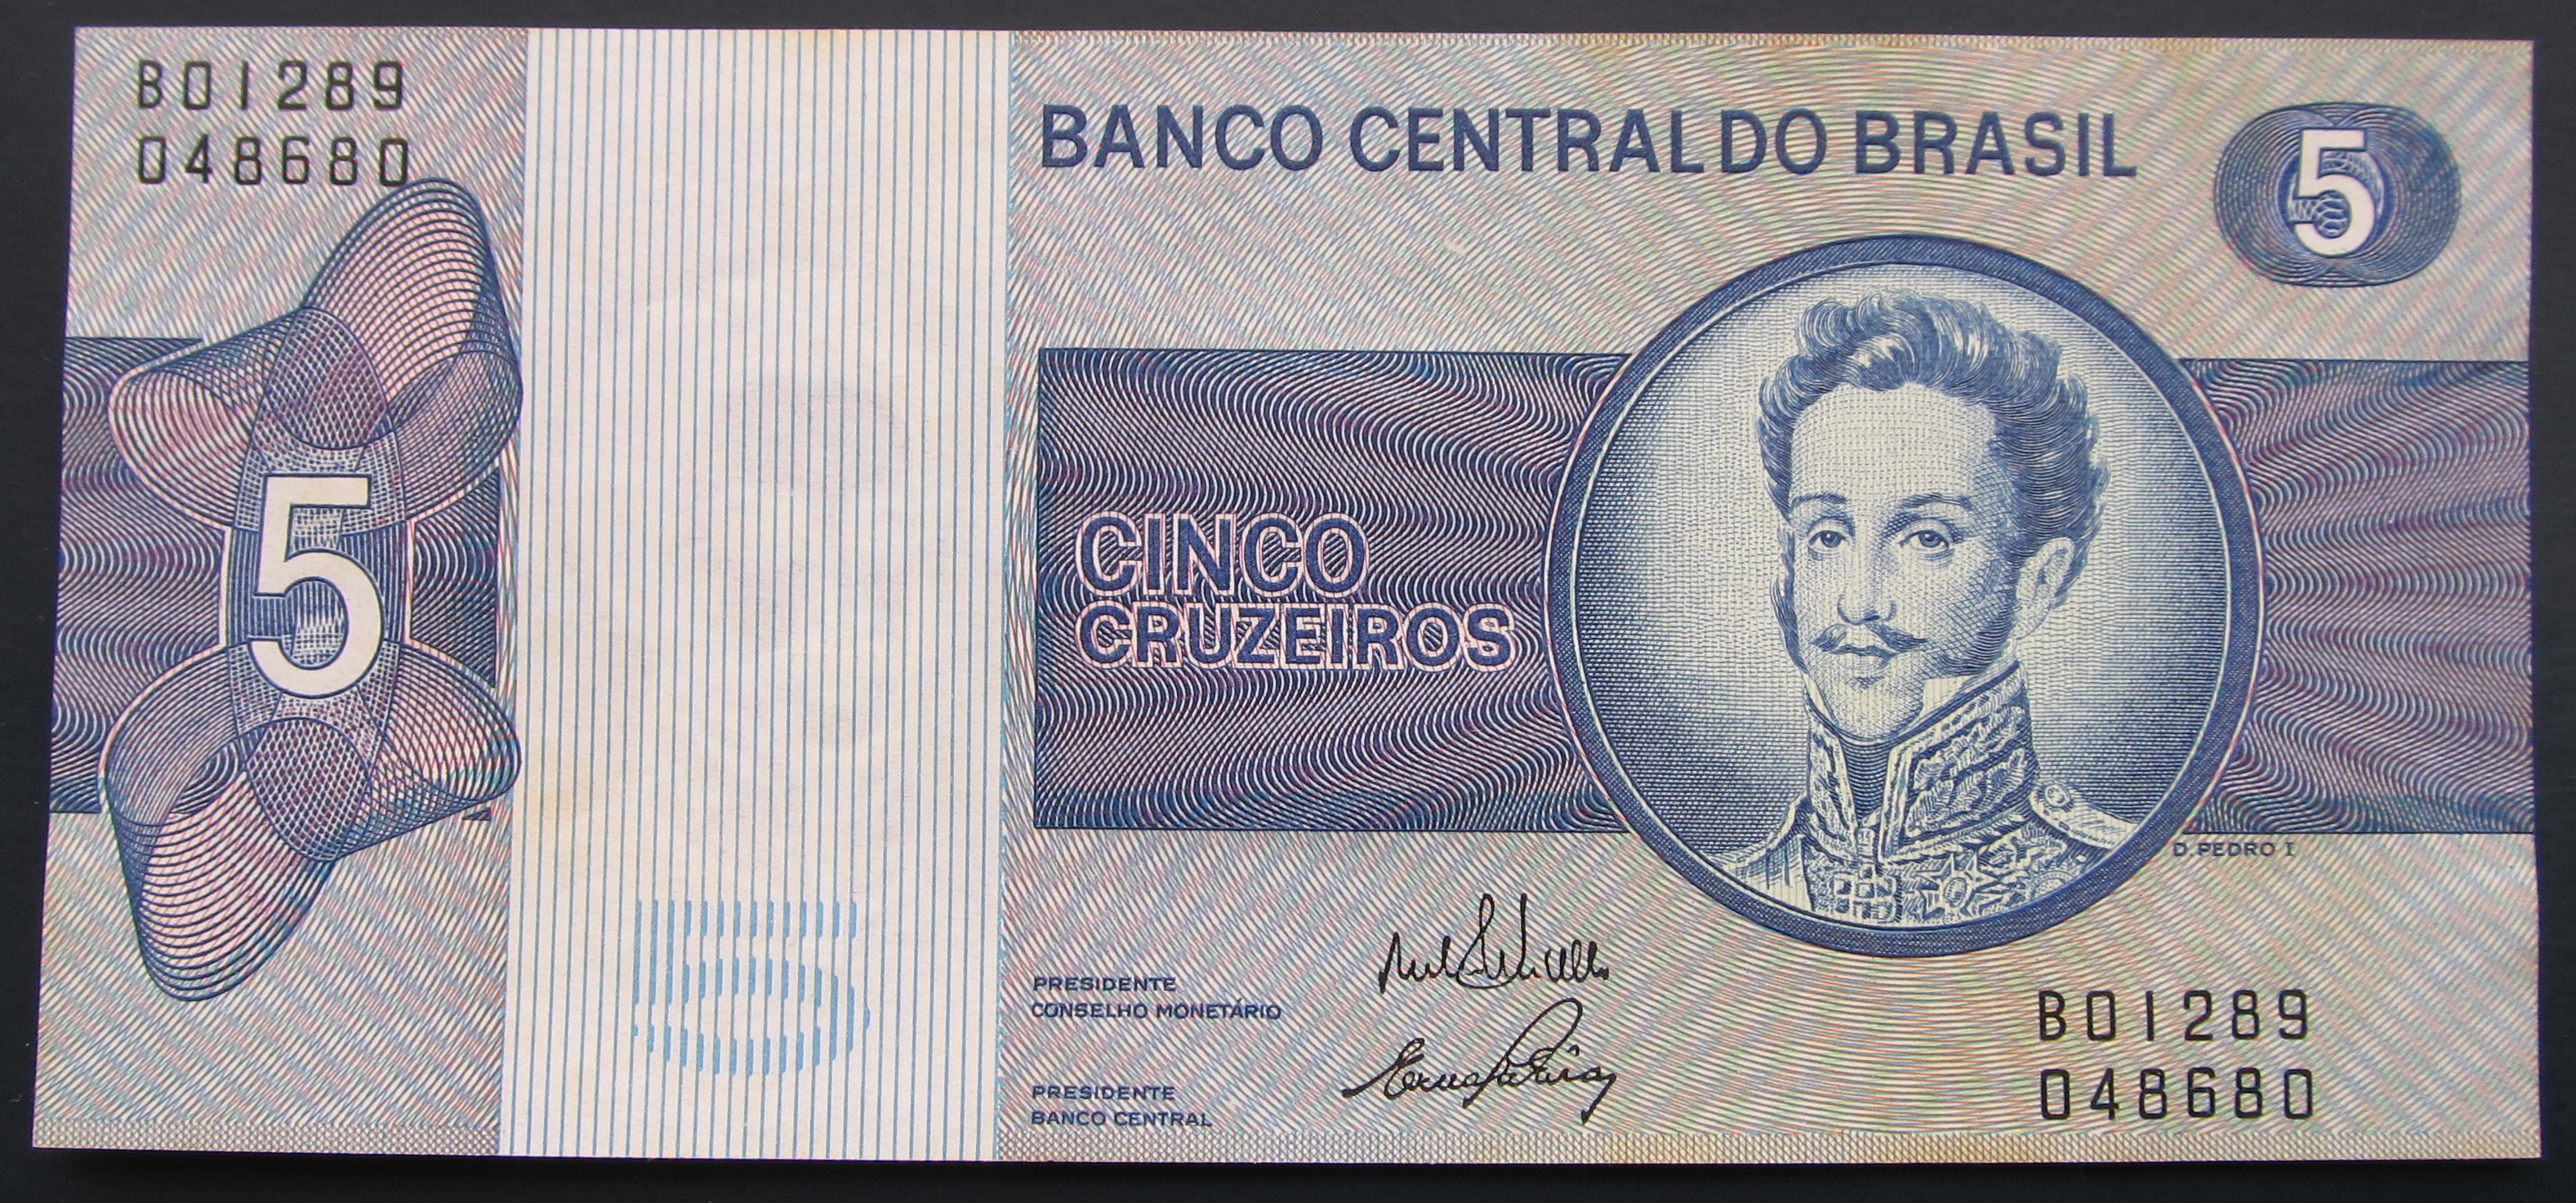 B01289
048680
BANCO CENTRAL DO BRASIL
5
5
CINCO
CRUZEIROS
D. PEDRO I
5
PRESIDENTE
CONSELHO MONETÁRIO
PRESIDENTE
BANCO CENTRAL
B01289
048680